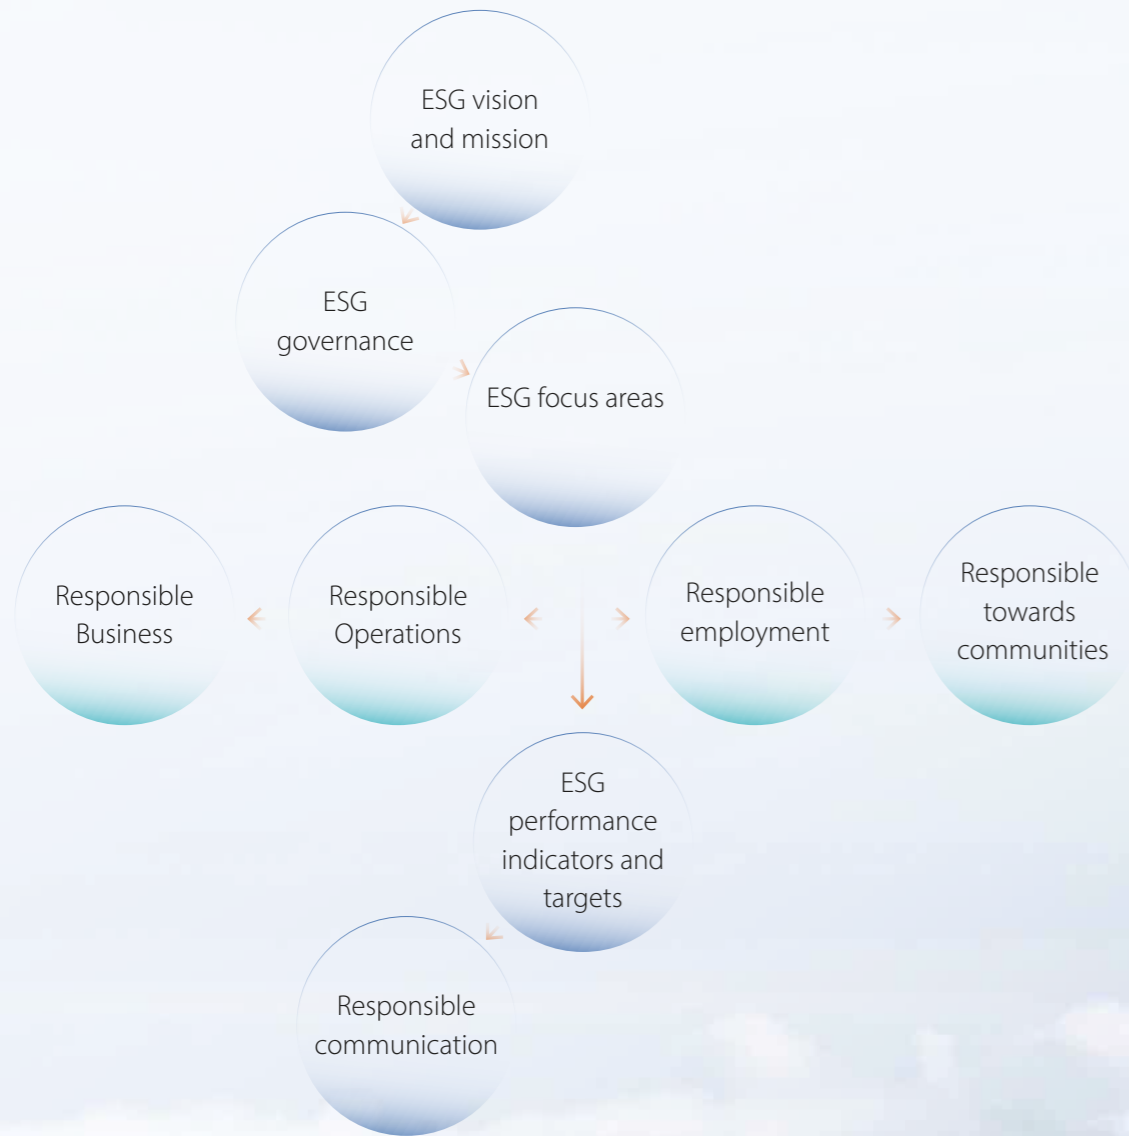 ESG vision
and mission
ESG
governance
ESG focus areas
Responsible
Business
Responsible
Operations
Responsible
employment
Responsible
towards
communities
ESG
performance
indicators and
targets
Responsible
communication